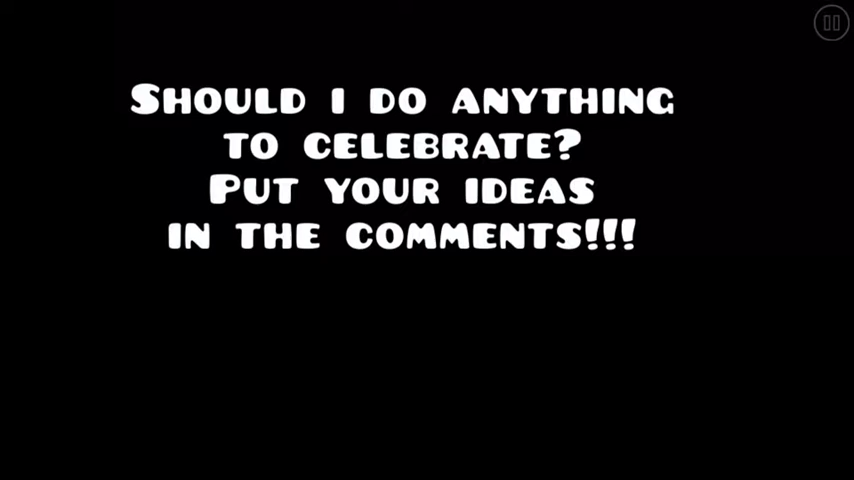 Should i do anything
to celebrate?
Put your ideas
in the comments!!!